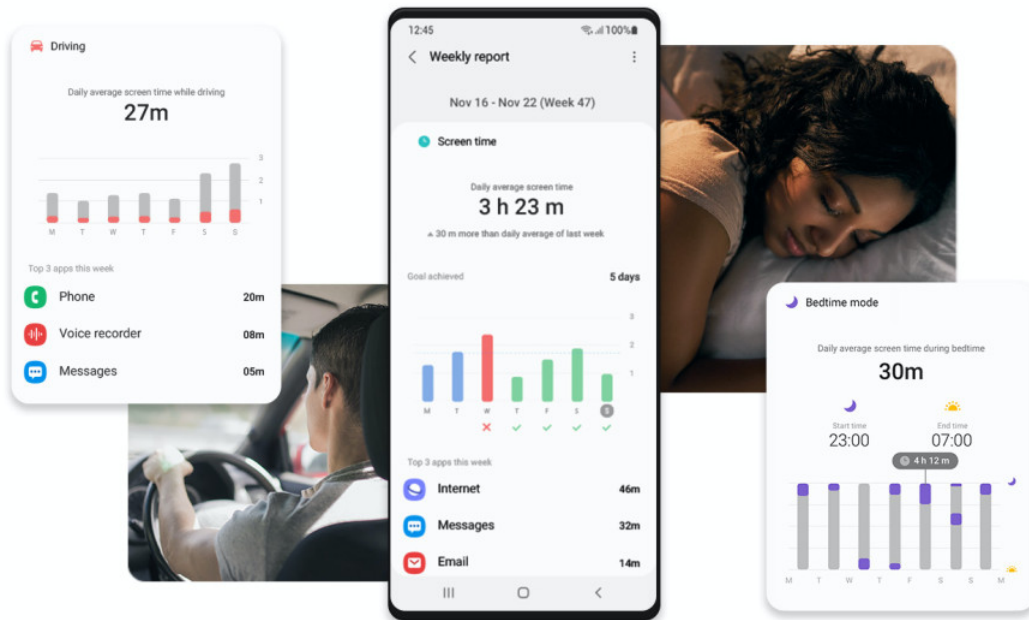 Driving
Daily average screen time while driving
27m
3
2
1
M T W T F S S
Top 3 apps this week
Phone 20m
Voice recorder 08m
Messages 05m
12:45 100%
Weekly report
Nov 16 - Nov 22 (Week 47)
Screen time
Daily average screen time
3 h 23 m
30 m more than daily average of last week
Goal achieved 5 days
3
2
1
M T W T F S S
Top 3 apps this week
Internet 46m
Messages 32m
Email 14m
Bedtime mode
Daily average screen time during bedtime
30m
Start time End time
23:00 07:00
4 h 12 m
M T W T F S S M